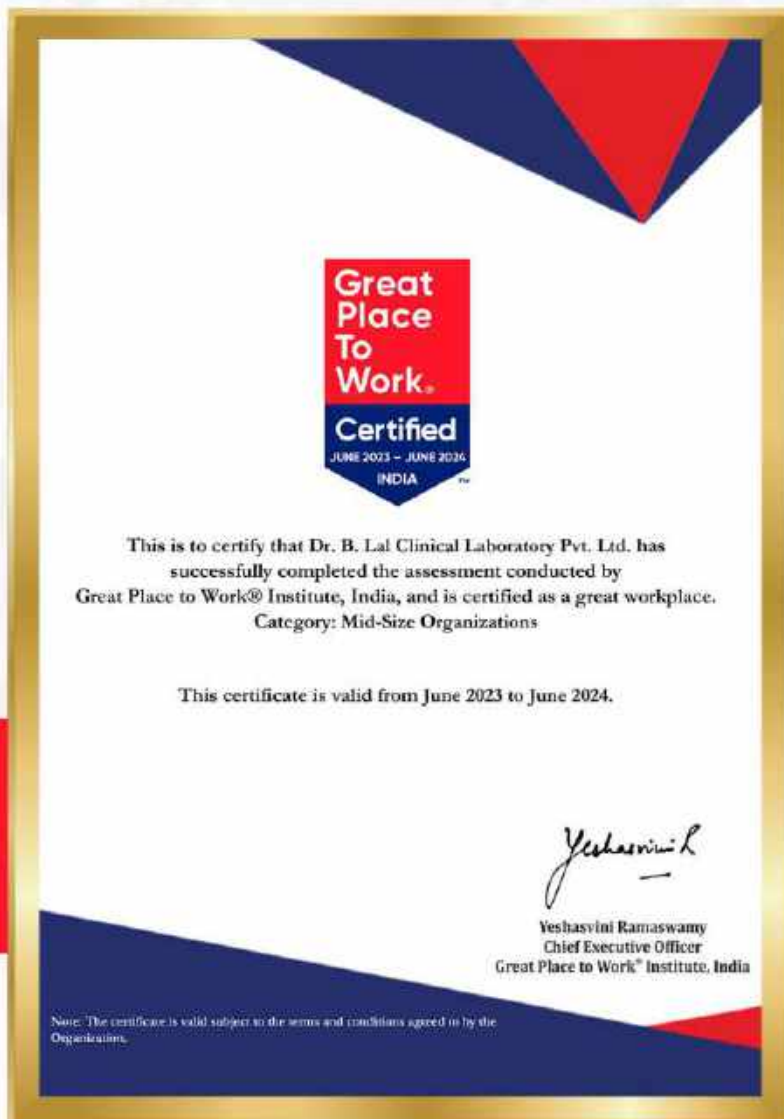 Great
Place
To
Work®
Certified
JUNE 2023 – JUNE 2024
INDIA
™
This is to certify that Dr. B. Lal Clinical Laboratory Pvt. Ltd. has
successfully completed the assessment conducted by
Great Place to Work® Institute, India, and is certified as a great workplace.
Category: Mid-Size Organizations
This certificate is valid from June 2023 to June 2024.
Yeshasvini R
Yeshasvini Ramaswamy
Chief Executive Officer
Great Place to Work® Institute, India
Note: The certificate is valid subject to the terms and conditions agreed to by the
Organization.